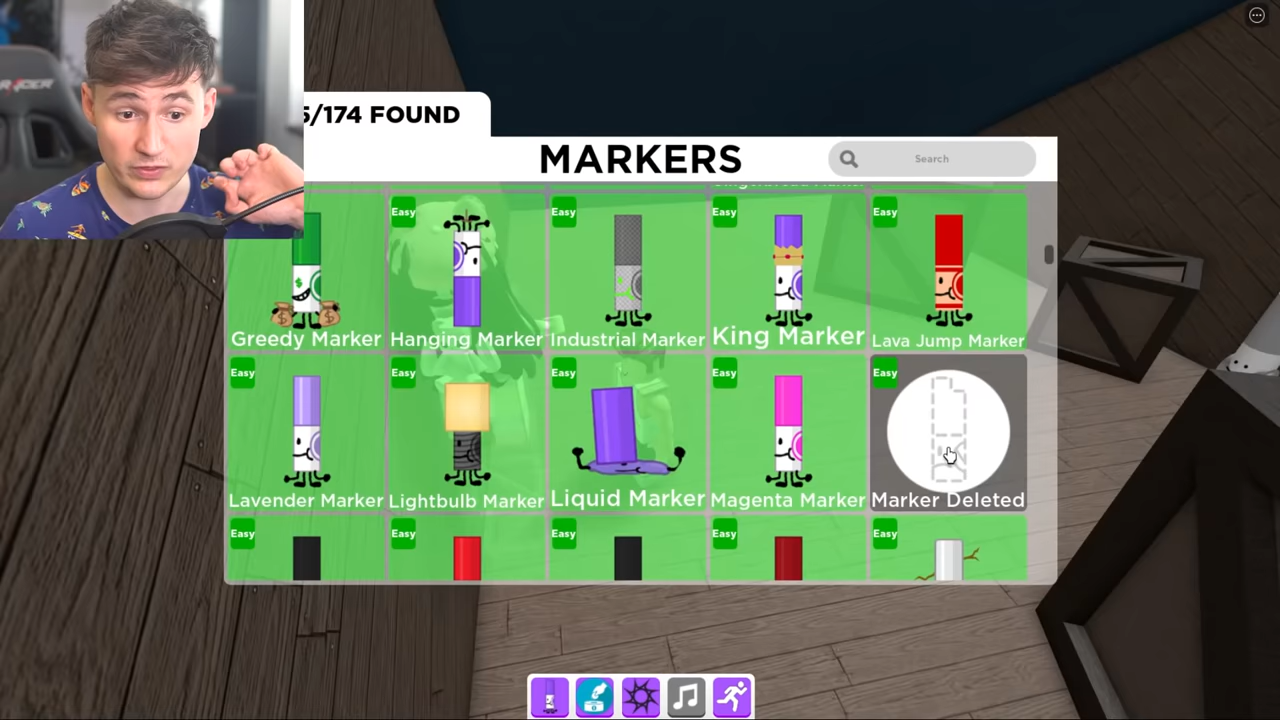 5/174 FOUND
MARKERS
Search
Easy
Easy
Easy
Easy
Greedy Marker
Hanging Marker
Industrial Marker
King Marker
Lava Jump Marker
Easy
Easy
Easy
Easy
Easy
Lavender Marker
Lightbulb Marker
Liquid Marker
Magenta Marker
Marker Deleted
Easy
Easy
Easy
Easy
Easy